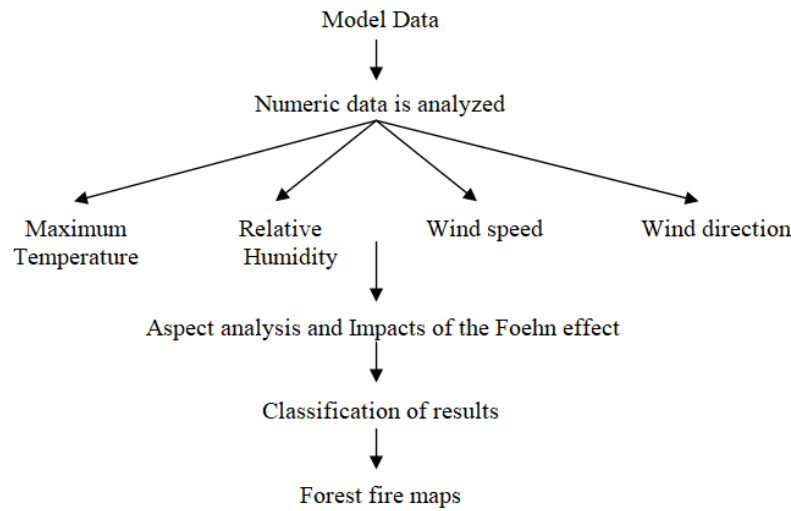 Model Data
Numeric data is analyzed
Maximum Temperature
Relative Humidity
Wind speed
Wind direction
Aspect analysis and Impacts of the Foehn effect
Classification of results
Forest fire maps